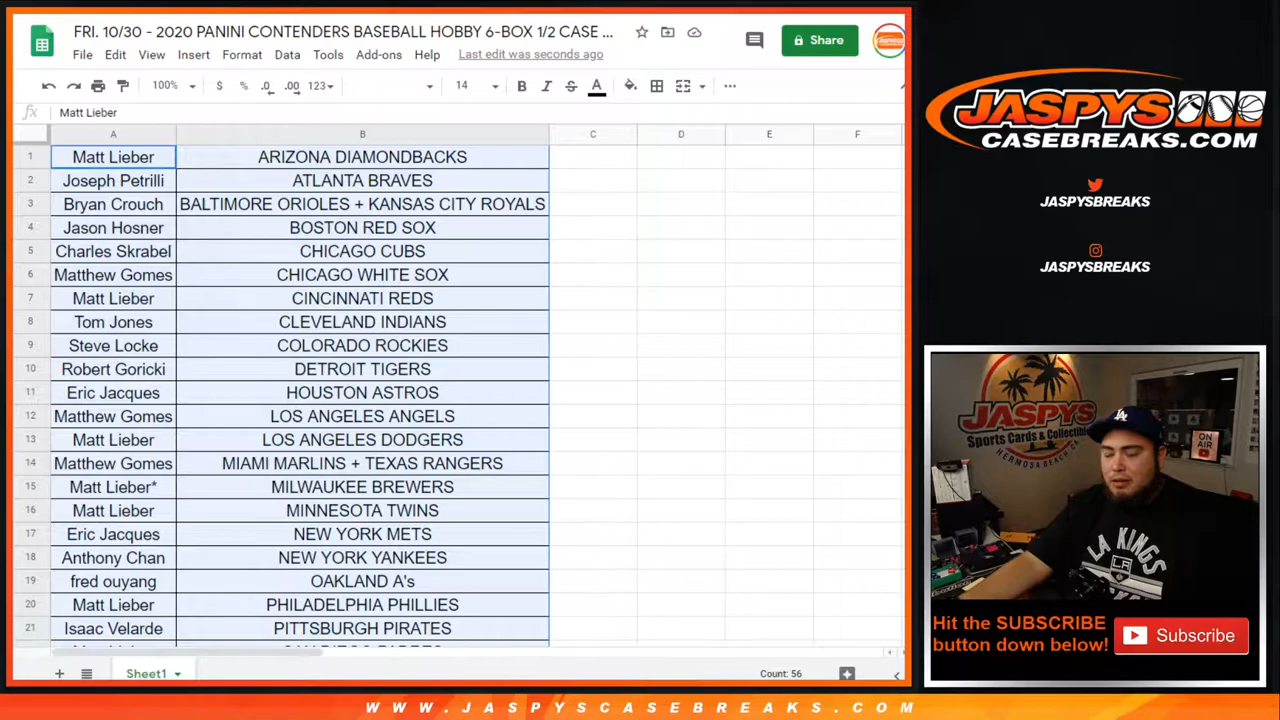 FRI. 10/30 - 2020 PANINI CONTENDERS BASEBALL HOBBY 6-BOX 1/2 CASE ...
File Edit View Insert Format Data Tools Add-ons Help Last edit was seconds ago
Share
100% $ % .0 .00 123 14 B I S A ...
fx Matt Lieber
A B C D E F
1 Matt Lieber ARIZONA DIAMONDBACKS
2 Joseph Petrilli ATLANTA BRAVES
3 Bryan Crouch BALTIMORE ORIOLES + KANSAS CITY ROYALS
4 Jason Hosner BOSTON RED SOX
5 Charles Skrabel CHICAGO CUBS
6 Matthew Gomes CHICAGO WHITE SOX
7 Matt Lieber CINCINNATI REDS
8 Tom Jones CLEVELAND INDIANS
9 Steve Locke COLORADO ROCKIES
10 Robert Goricki DETROIT TIGERS
11 Eric Jacques HOUSTON ASTROS
12 Matthew Gomes LOS ANGELES ANGELS
13 Matt Lieber LOS ANGELES DODGERS
14 Matthew Gomes MIAMI MARLINS + TEXAS RANGERS
15 Matt Lieber* MILWAUKEE BREWERS
16 Matt Lieber MINNESOTA TWINS
17 Eric Jacques NEW YORK METS
18 Anthony Chan NEW YORK YANKEES
19 fred ouyang OAKLAND A's
20 Matt Lieber PHILADELPHIA PHILLIES
21 Isaac Velarde PITTSBURGH PIRATES
Sheet1
Count: 56
JASPYS
CASEBREAKS.COM
JASPYSBREAKS
JASPYSBREAKS
JASPYS
Sports Cards & Collectible
HERMOSA BEACH, CA
ON
AIR
LA
LA KINGS
LA
Hit the SUBSCRIBE
button down below!
Subscribe
WWW.JASPYSCASEBREAKS.COM